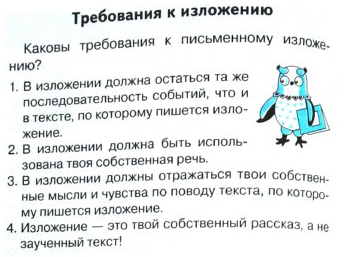 Требования к изложению
Каковы требования к письменному изложе-
нию?
1. В изложении должна остаться та же
последовательность событий, что и
в тексте, по которому пишется изло-
жение.
2. В изложении должна быть исполь-
зована твоя собственная речь.
3. В изложении должны отражаться твои собствен-
ные мысли и чувства по поводу текста, по которо-
му пишется изложение.
4. Изложение — это твой собственный рассказ, а не
заученный текст!